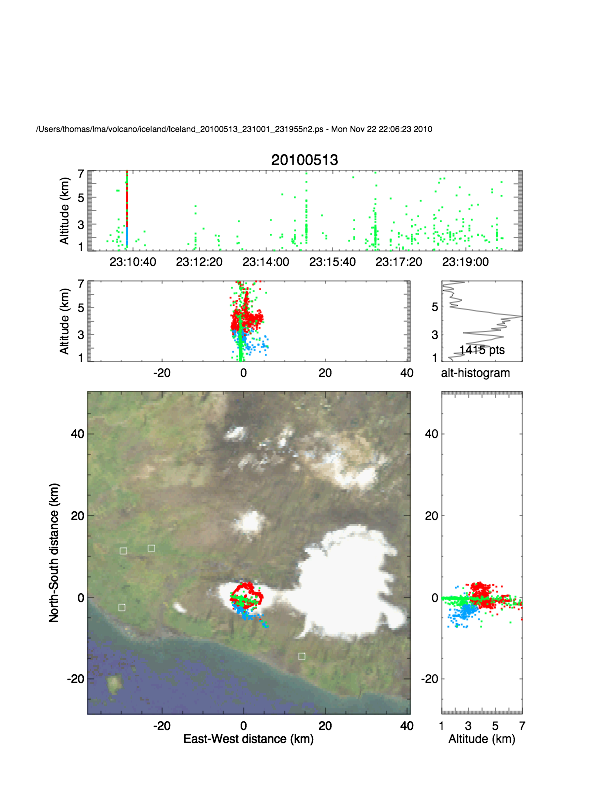 /Users/thomas/lma/volcano/iceland/Iceland_20100513_231001_231955n2.ps - Mon Nov 22 22:06:23 2010
20100513
Altitude (km)
7
5
3
1
23:10:40 23:12:20 23:14:00 23:15:40 23:17:20 23:19:00
Altitude (km)
7
5
3
1
-20 0 20 40
5
3
1
1415 pts
alt-histogram
North-South distance (km)
40
20
0
-20
-20 0 20 40
East-West distance (km)
40
20
0
-20
1 3 5 7
Altitude (km)